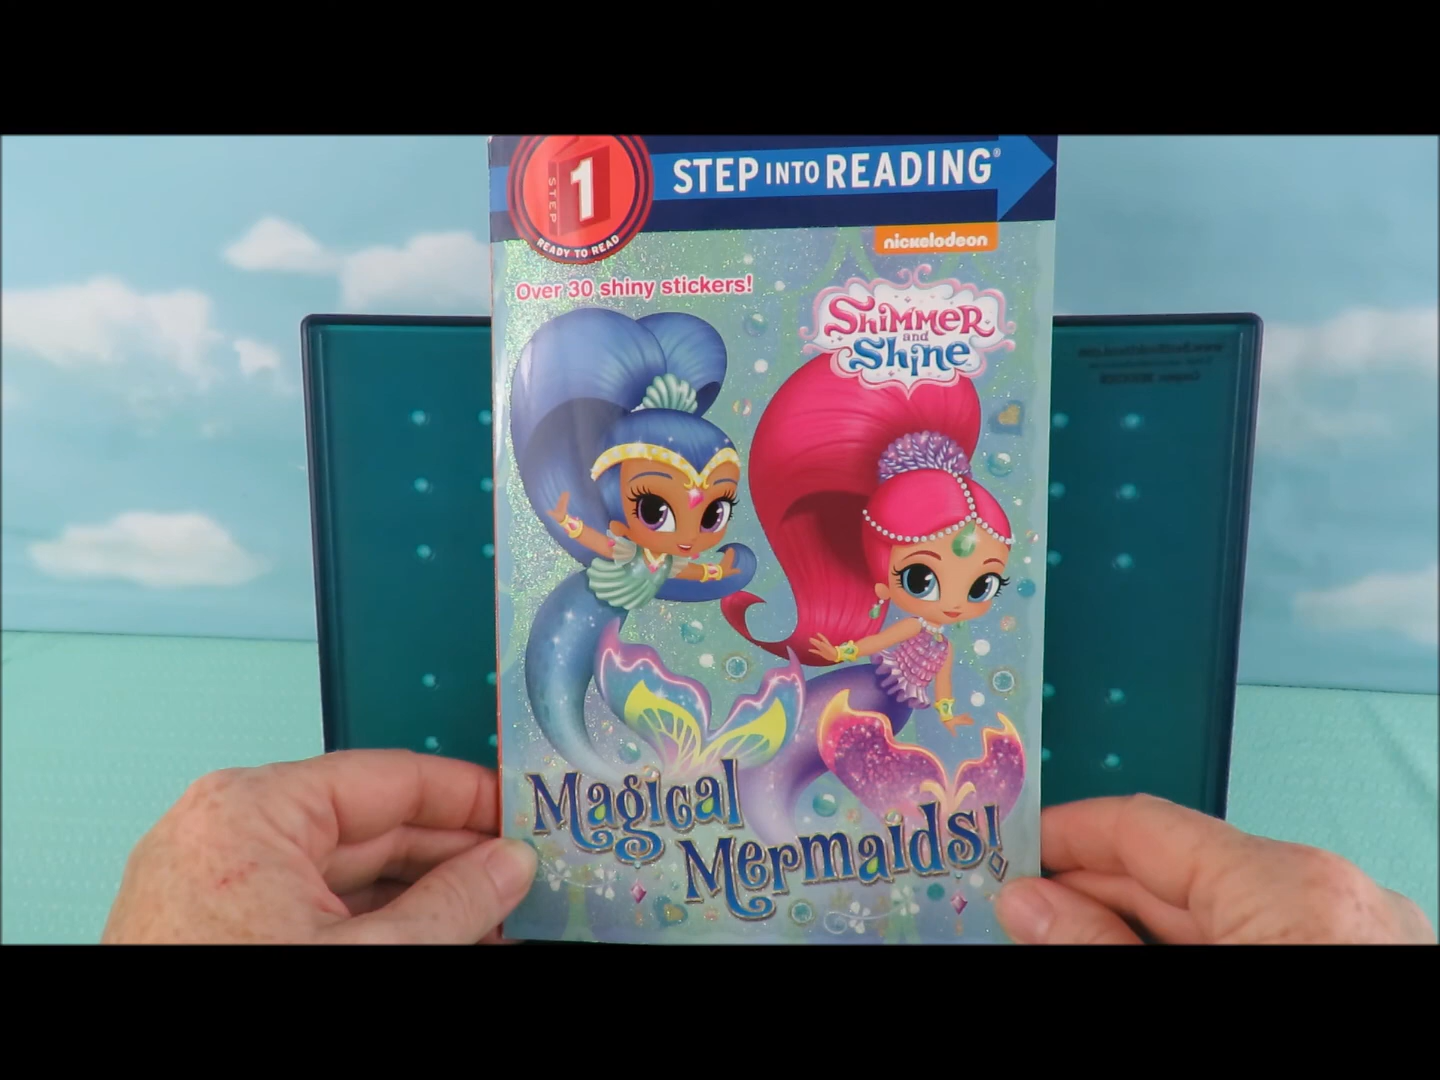 STEP 1
READY TO READ
STEP INTO READING®
nickelodeon
Over 30 shiny stickers!
Shimmer
and
Shine
Magical
Mermaids!